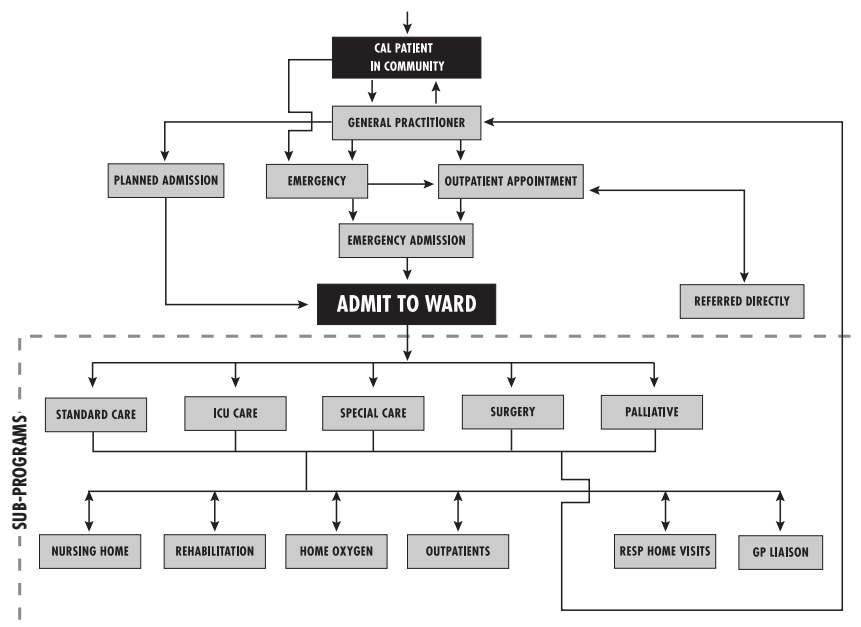 CAL PATIENT
IN COMMUNITY
GENERAL PRACTITIONER
PLANNED ADMISSION
EMERGENCY
OUTPATIENT APPOINTMENT
EMERGENCY ADMISSION
ADMIT TO WARD
REFERRED DIRECTLY
SUB-PROGRAMS
STANDARD CARE
ICU CARE
SPECIAL CARE
SURGERY
PALLIATIVE
NURSING HOME
REHABILITATION
HOME OXYGEN
OUTPATIENTS
RESP HOME VISITS
GP LIAISON